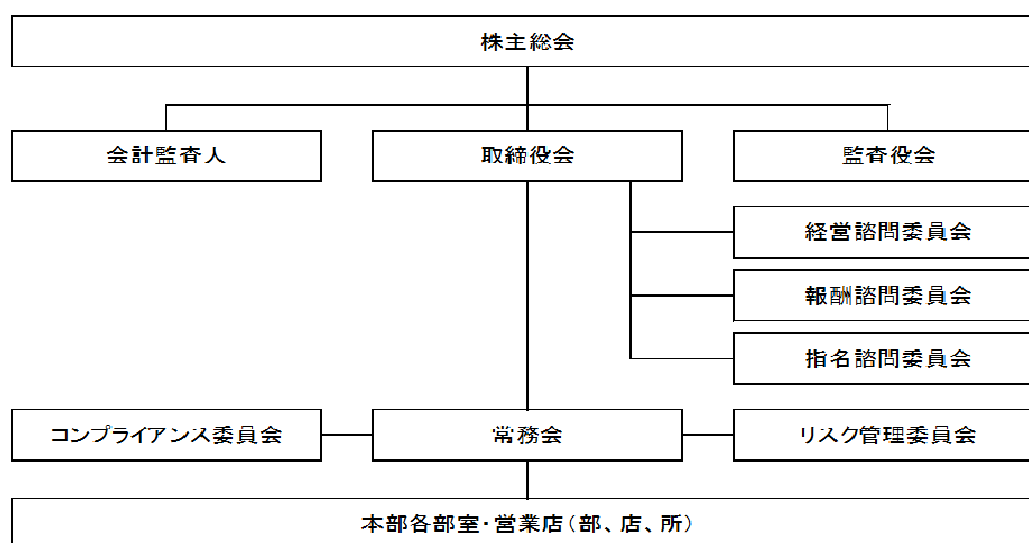 株主総会
会計監査人
取締役会
監査役会
経営諮問委員会
報酬諮問委員会
指名諮問委員会
コンプライアンス委員会
常務会
リスク管理委員会
本部各部室・営業店（部、店、所）